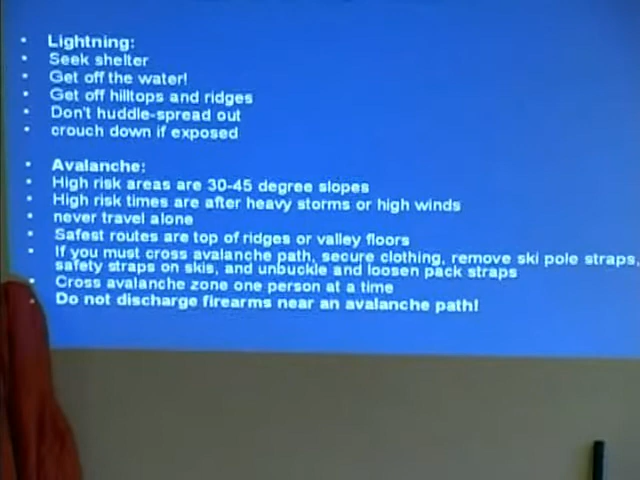 • Lightning:
• Seek shelter
• Get off the water!
• Get off hilltops and ridges
• Don't huddle-spread out
• crouch down if exposed
• Avalanche:
• High risk areas are 30-45 degree slopes
• High risk times are after heavy storms or high winds
• never travel alone
• Safest routes are top of ridges or valley floors
• If you must cross avalanche path, secure clothing, remove ski pole straps,
safety straps on skis, and unbuckle and loosen pack straps
• Cross avalanche zone one person at a time
• Do not discharge firearms near an avalanche path!